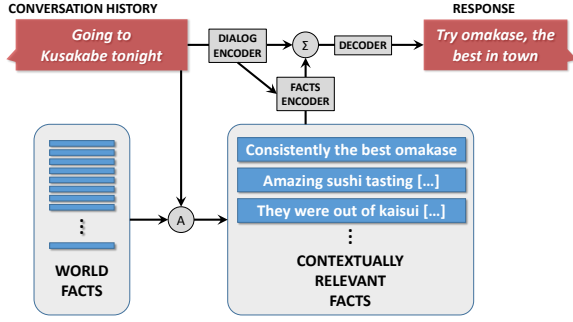 CONVERSATION HISTORY
RESPONSE
Going to
Kusakabe tonight
DIALOG
ENCODER
Σ
DECODER
Try omakase, the
best in town
FACTS
ENCODER
Consistently the best omakase
Amazing sushi tasting […]
They were out of kaisui […]
A
WORLD
FACTS
CONTEXTUALLY
RELEVANT
FACTS